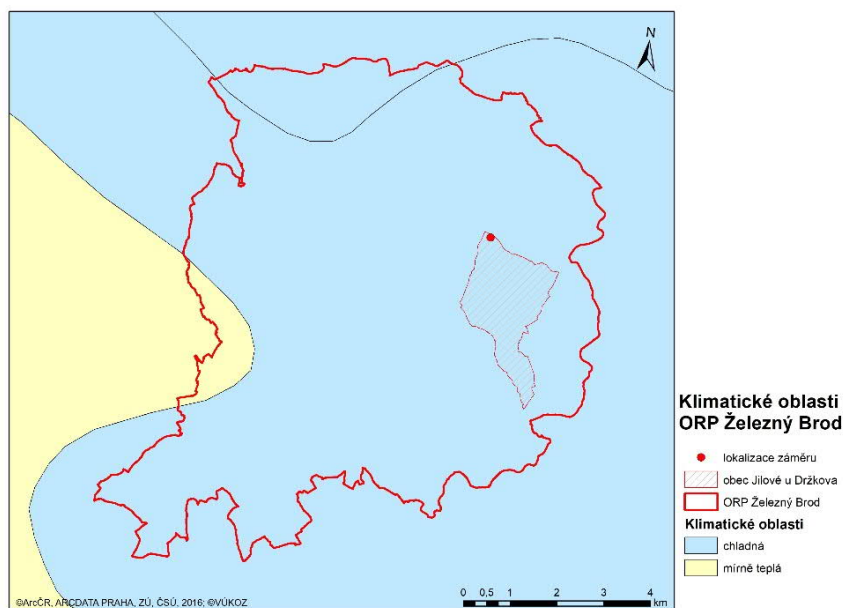 N
Klimatické oblasti
ORP Železný Brod
lokalizace záměru
obec Jílové u Držkova
ORP Železný Brod
Klimatické oblasti
chladná
mírně teplá
0 0,5 1 2 3 4
km
©ArcČR, ARCDATA PRAHA, ZÚ, ČSÚ, 2016; ©VÚKOZ